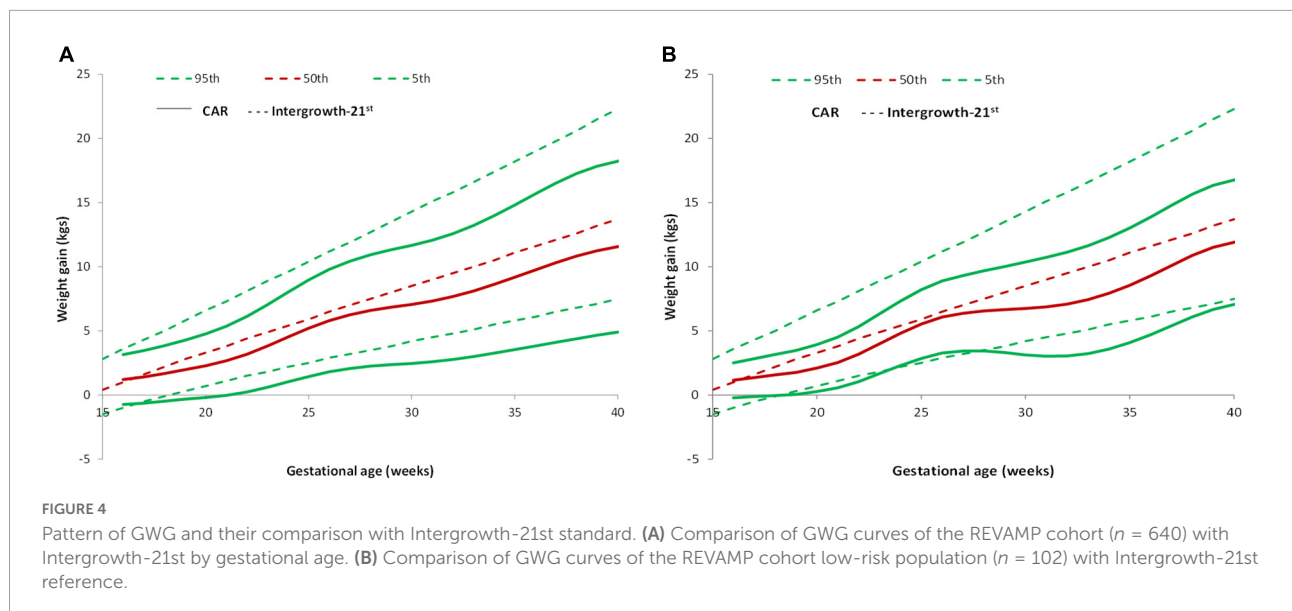 A
95th 50th 5th
CAR Intergrowth-21st
25
20
15
10
5
0
-5
15 20 25 30 35 40
Weight gain (kgs)
Gestational age (weeks)
B
95th 50th 5th
CAR Intergrowth-21st
25
20
15
10
5
0
-5
15 20 25 30 35 40
Weight gain (kgs)
Gestational age (weeks)
FIGURE 4
Pattern of GWG and their comparison with Intergrowth-21st standard. (A) Comparison of GWG curves of the REVAMP cohort (n = 640) with
Intergrowth-21st by gestational age. (B) Comparison of GWG curves of the REVAMP cohort low-risk population (n = 102) with Intergrowth-21st
reference.